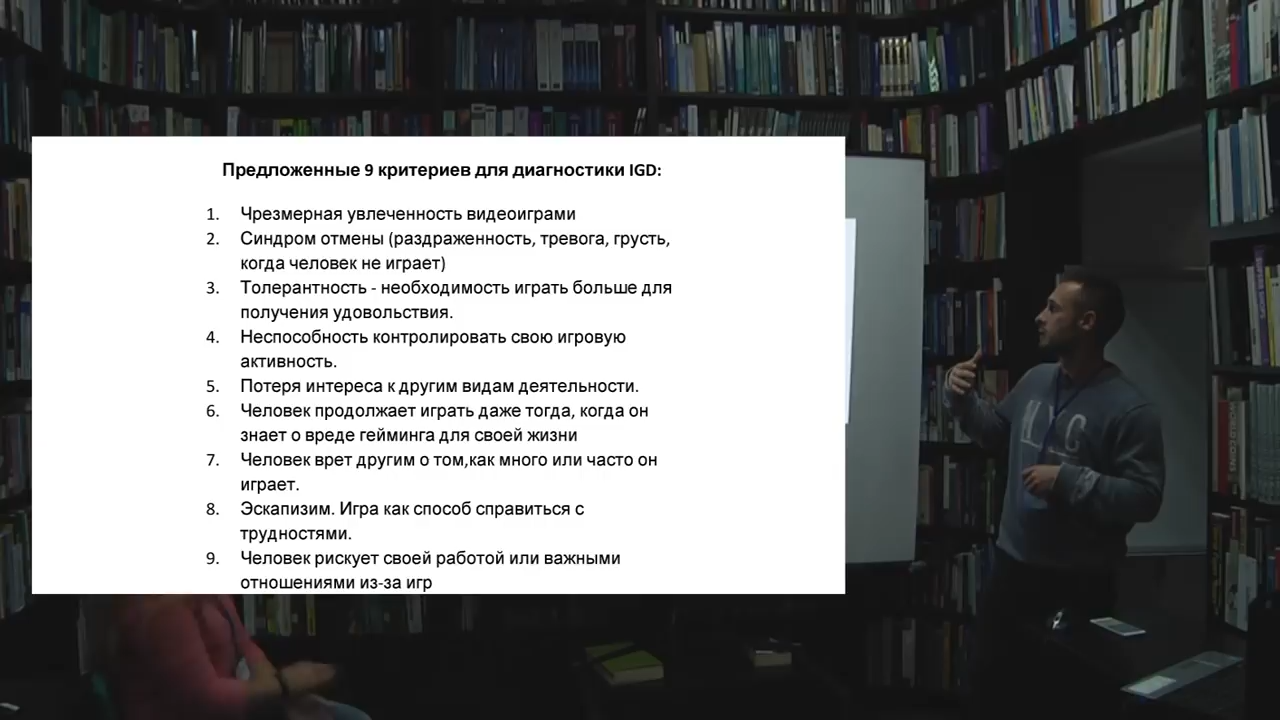 Предложенные 9 критериев для диагностики IGD:
1. Чрезмерная увлеченность видеоиграми
2. Синдром отмены (раздраженность, тревога, грусть,
когда человек не играет)
3. Толерантность - необходимость играть больше для
получения удовольствия.
4. Неспособность контролировать свою игровую
активность.
5. Потеря интереса к другим видам деятельности.
6. Человек продолжает играть даже тогда, когда он
знает о вреде гейминга для своей жизни
7. Человек врет другим о том,как много или часто он
играет.
8. Эскапизим. Игра как способ справиться с
трудностями.
9. Человек рискует своей работой или важными
отношениями из-за игр
NYC
WORLD COINS